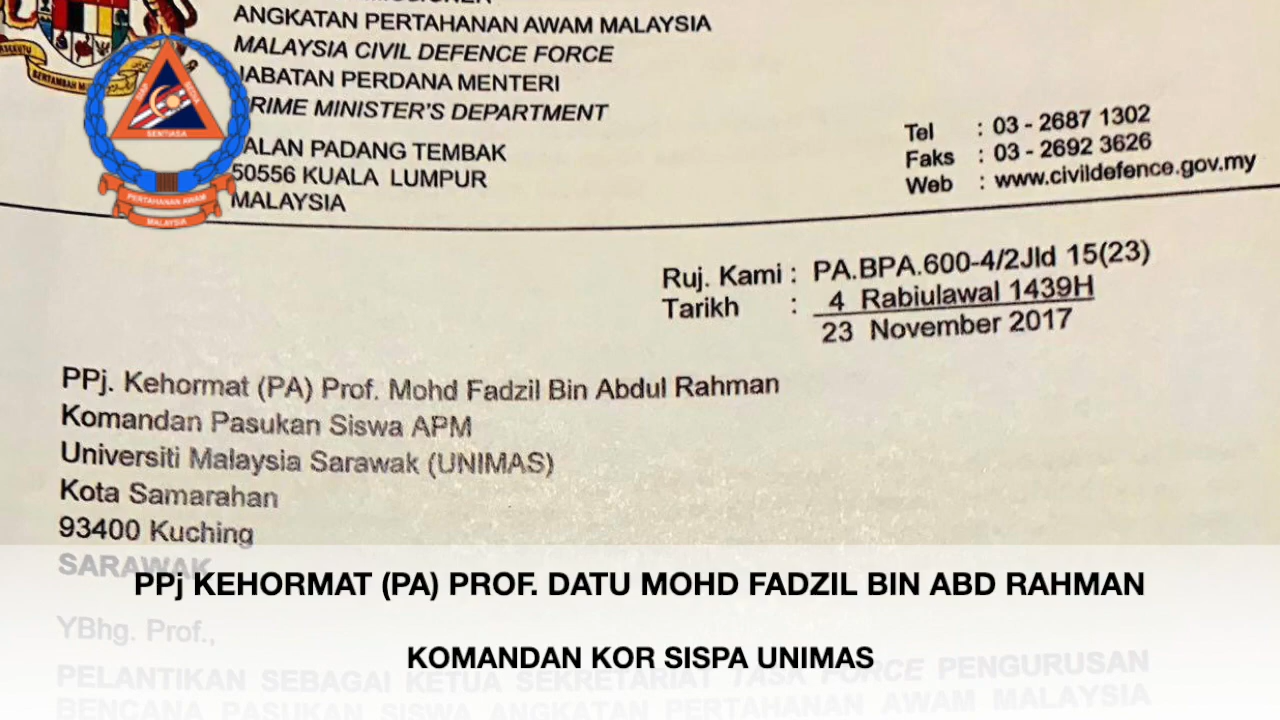 ANGKATAN PERTAHANAN AWAM MALAYSIA
MALAYSIA CIVIL DEFENCE FORCE
JABATAN PERDANA MENTERI
PRIME MINISTER'S DEPARTMENT
JALAN PADANG TEMBAK
50556 KUALA LUMPUR
MALAYSIA
Tel : 03 - 2687 1302
Faks : 03 - 2692 3626
Web : www.civildefence.gov.my
SENTIASA
PERTAHANAN AWAM
MALAYSIA
Ruj. Kami : PA.BPA.600-4/2Jld 15(23)
Tarikh : 4 Rabiulawal 1439H
23 November 2017
PPj. Kehormat (PA) Prof. Mohd Fadzil Bin Abdul Rahman
Komandan Pasukan Siswa APM
Universiti Malaysia Sarawak (UNIMAS)
Kota Samarahan
93400 Kuching
SARAWAK
PPj KEHORMAT (PA) PROF. DATU MOHD FADZIL BIN ABD RAHMAN
YBhg. Prof.,
KOMANDAN KOR SISPA UNIMAS
PELANTIKAN SEBAGAI KETUA SEKRETARIAT TASK FORCE PENGURUSAN
BENCANA PASUKAN SISWA ANGKATAN PERTAHANAN AWAM MALAYSIA